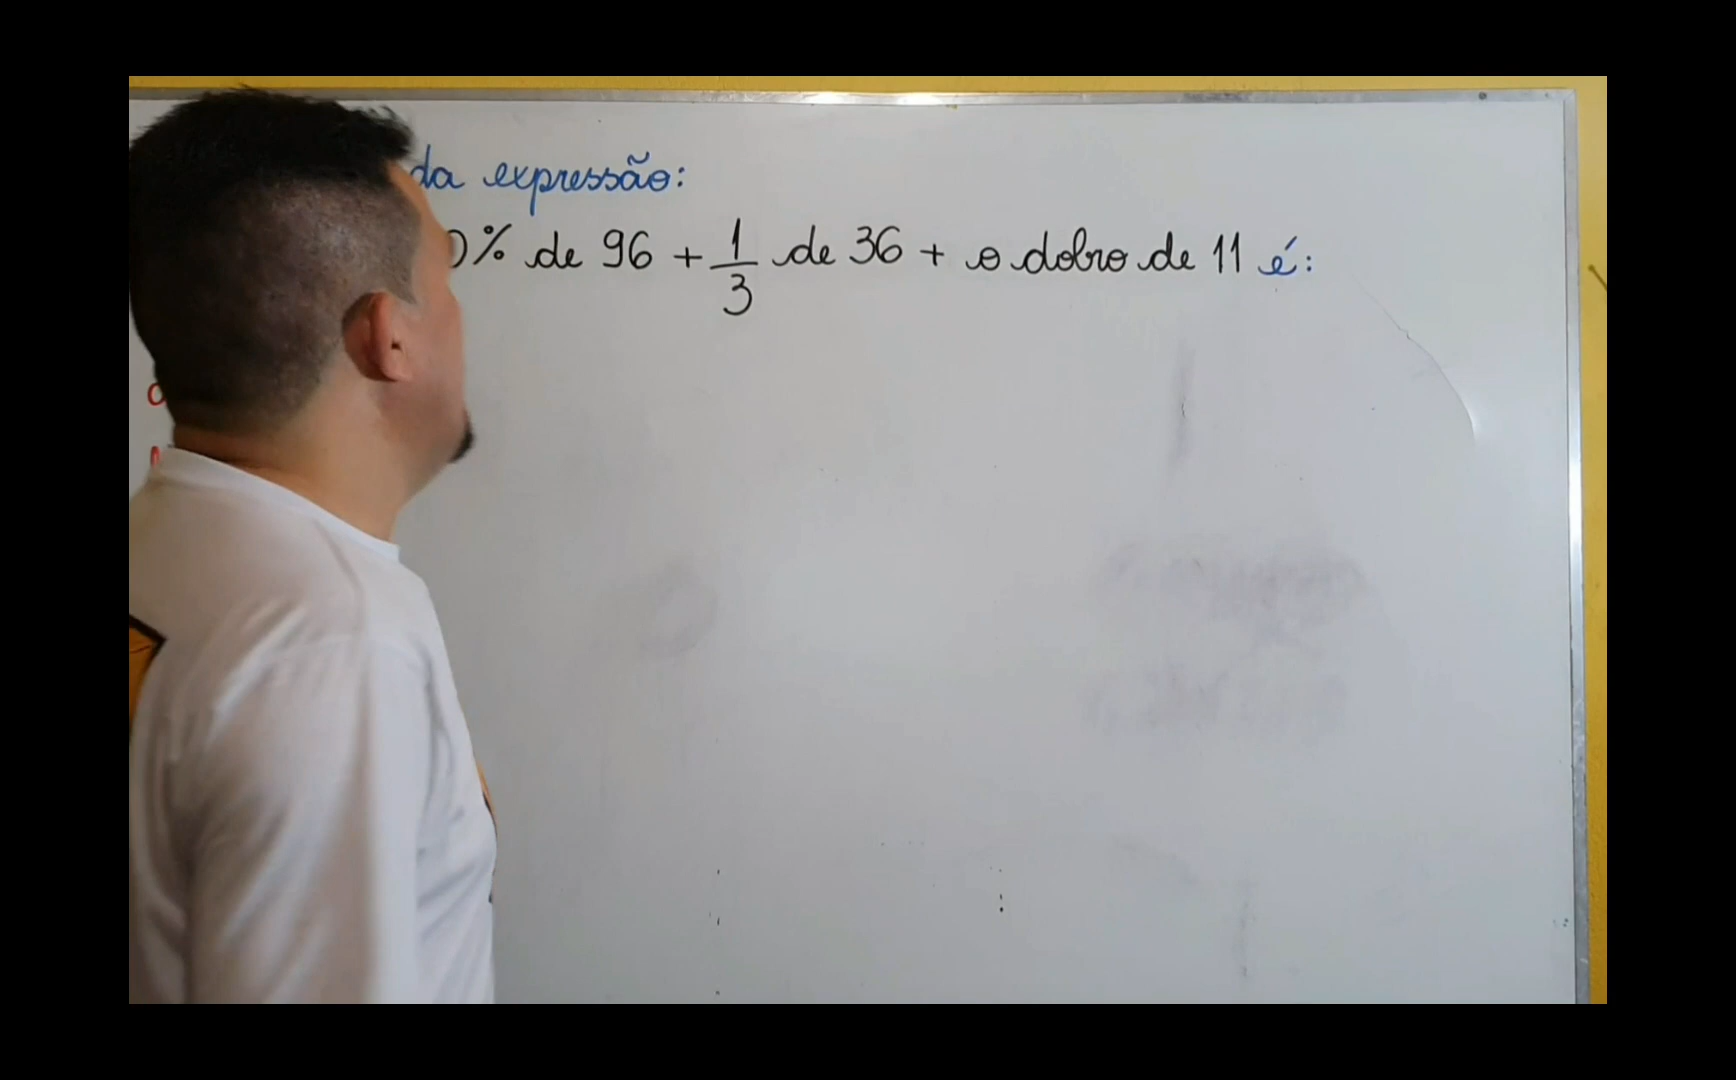 da expressão:
0% de 96 + 1/3 de 36 + o dobro de 11 é: